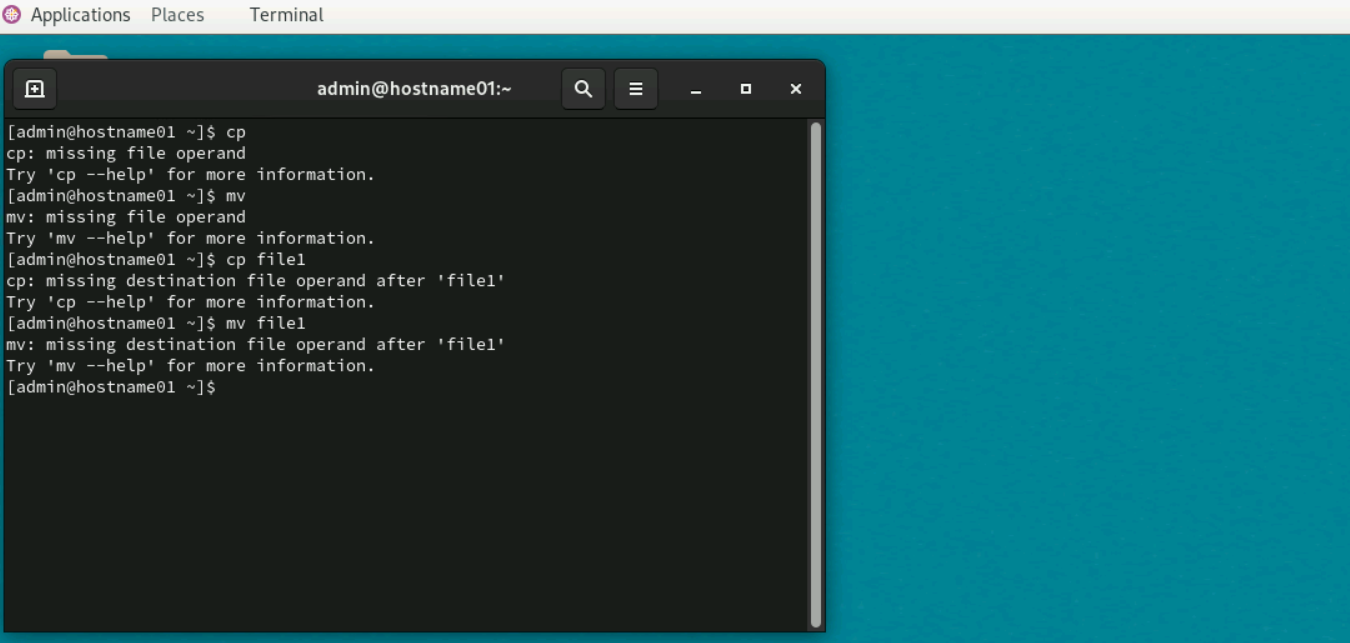 Applications Places Terminal
admin@hostname01:~
[admin@hostname01 ~]$ cp
cp: missing file operand
Try 'cp --help' for more information.
[admin@hostname01 ~]$ mv
mv: missing file operand
Try 'mv --help' for more information.
[admin@hostname01 ~]$ cp file1
cp: missing destination file operand after 'file1'
Try 'cp --help' for more information.
[admin@hostname01 ~]$ mv file1
mv: missing destination file operand after 'file1'
Try 'mv --help' for more information.
[admin@hostname01 ~]$